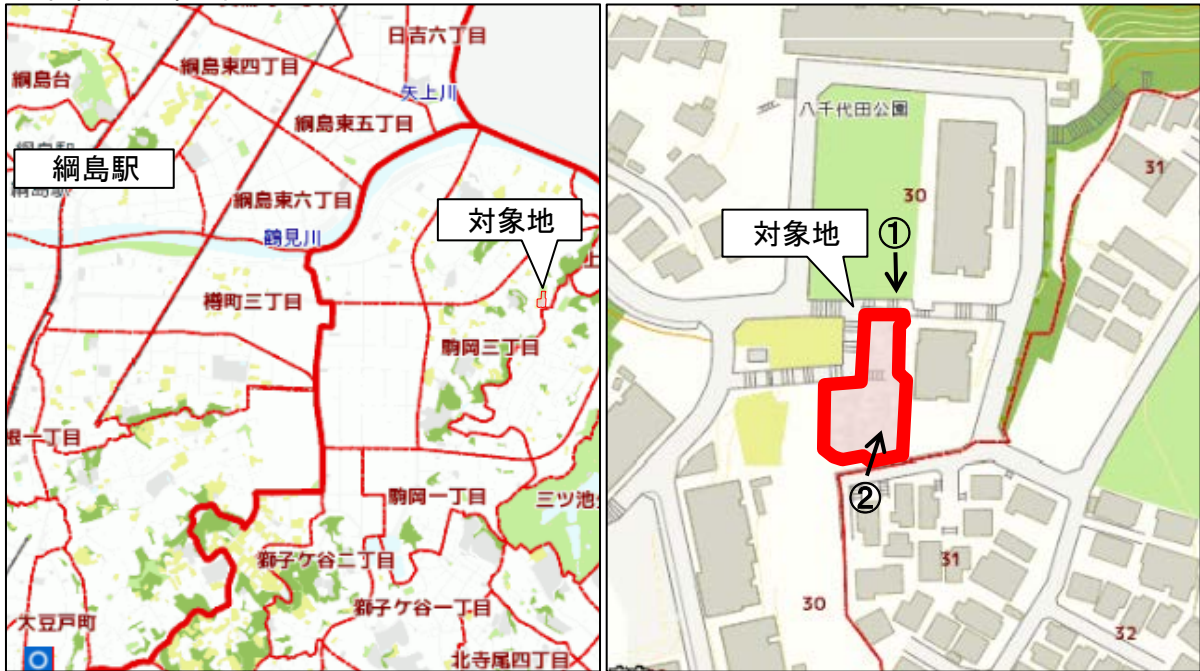 日吉六丁目
綱島東四丁目
綱島台
矢上川
綱島東五丁目
綱島駅
綱島東六丁目
対象地
鶴見川
樽町三丁目
駒岡三丁目
根一丁目
駒岡一丁目
三ツ池公
獅子ケ谷二丁目
獅子ケ谷一丁目
大豆戸町
北寺尾四丁目
八千代田公園
31
30
対象地
①
②
31
30
32